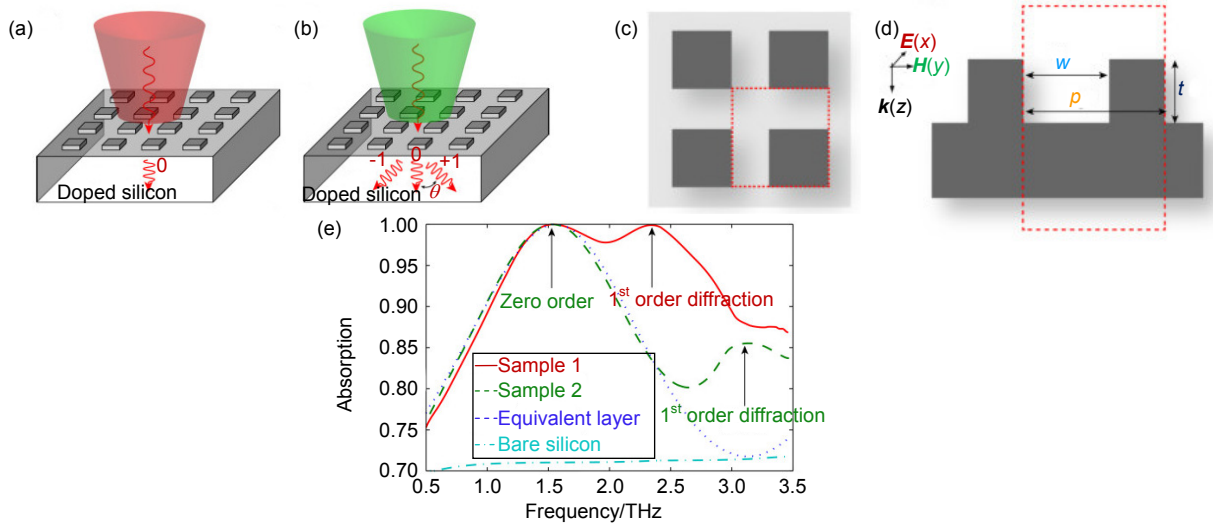 (a)
0
Doped silicon
(b)
-1 0 +1
θ
Doped silicon
(c)
(d)
E(x)
H(y)
k(z)
w
p
t
(e)
1.00
0.95
0.90
0.85
0.80
0.75
0.70
Absorption
Zero order
1st order diffraction
1st order diffraction
Sample 1
Sample 2
Equivalent layer
Bare silicon
0.5 1.0 1.5 2.0 2.5 3.0 3.5
Frequency/THz